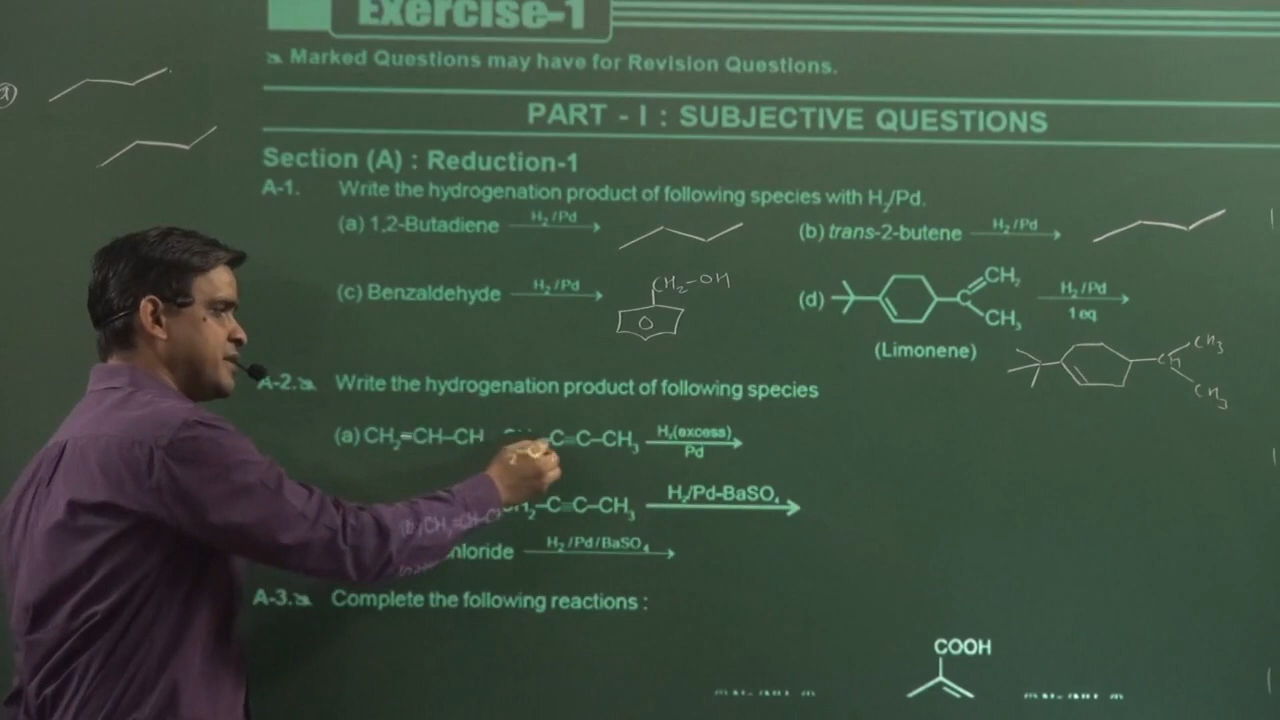 Exercise-1
Marked Questions may have for Revision Questions.
PART - I : SUBJECTIVE QUESTIONS
Section (A) : Reduction-1
A-1. Write the hydrogenation product of following species with H₂/Pd.
(a) 1,2-Butadiene H₂/Pd (b) trans-2-butene H₂/Pd
(c) Benzaldehyde H₂/Pd CH₂-OH (d) C CH₂ CH₃ H₂/Pd 1 eq
(Limonene)
CH CH₃ CH₃
A-2. Write the hydrogenation product of following species
(a) CH₂=CH–CH –C≡C–CH₃ H₂(excess) Pd
(b) CH₂=CH–C H₂–C≡C–CH₃ H₂/Pd-BaSO₄
hloride H₂/Pd/BaSO₄
A-3. Complete the following reactions :
COOH